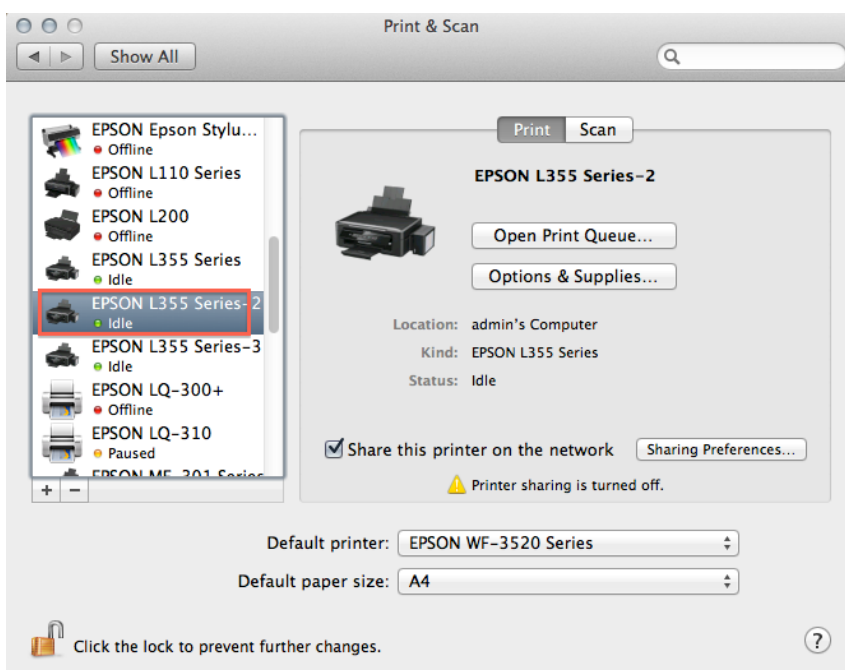 Print & Scan
Show All
EPSON Epson Stylu...
Offline
EPSON L110 Series
Offline
EPSON L200
Offline
EPSON L355 Series
Idle
EPSON L355 Series-2
Idle
EPSON L355 Series-3
Idle
EPSON LQ-300+
Offline
EPSON LQ-310
Paused
EPSON ME 301 Series
+ −
Print Scan
EPSON L355 Series-2
Open Print Queue...
Options & Supplies...
Location: admin's Computer
Kind: EPSON L355 Series
Status: Idle
Share this printer on the network Sharing Preferences...
Printer sharing is turned off.
Default printer: EPSON WF-3520 Series
Default paper size: A4
Click the lock to prevent further changes.
?